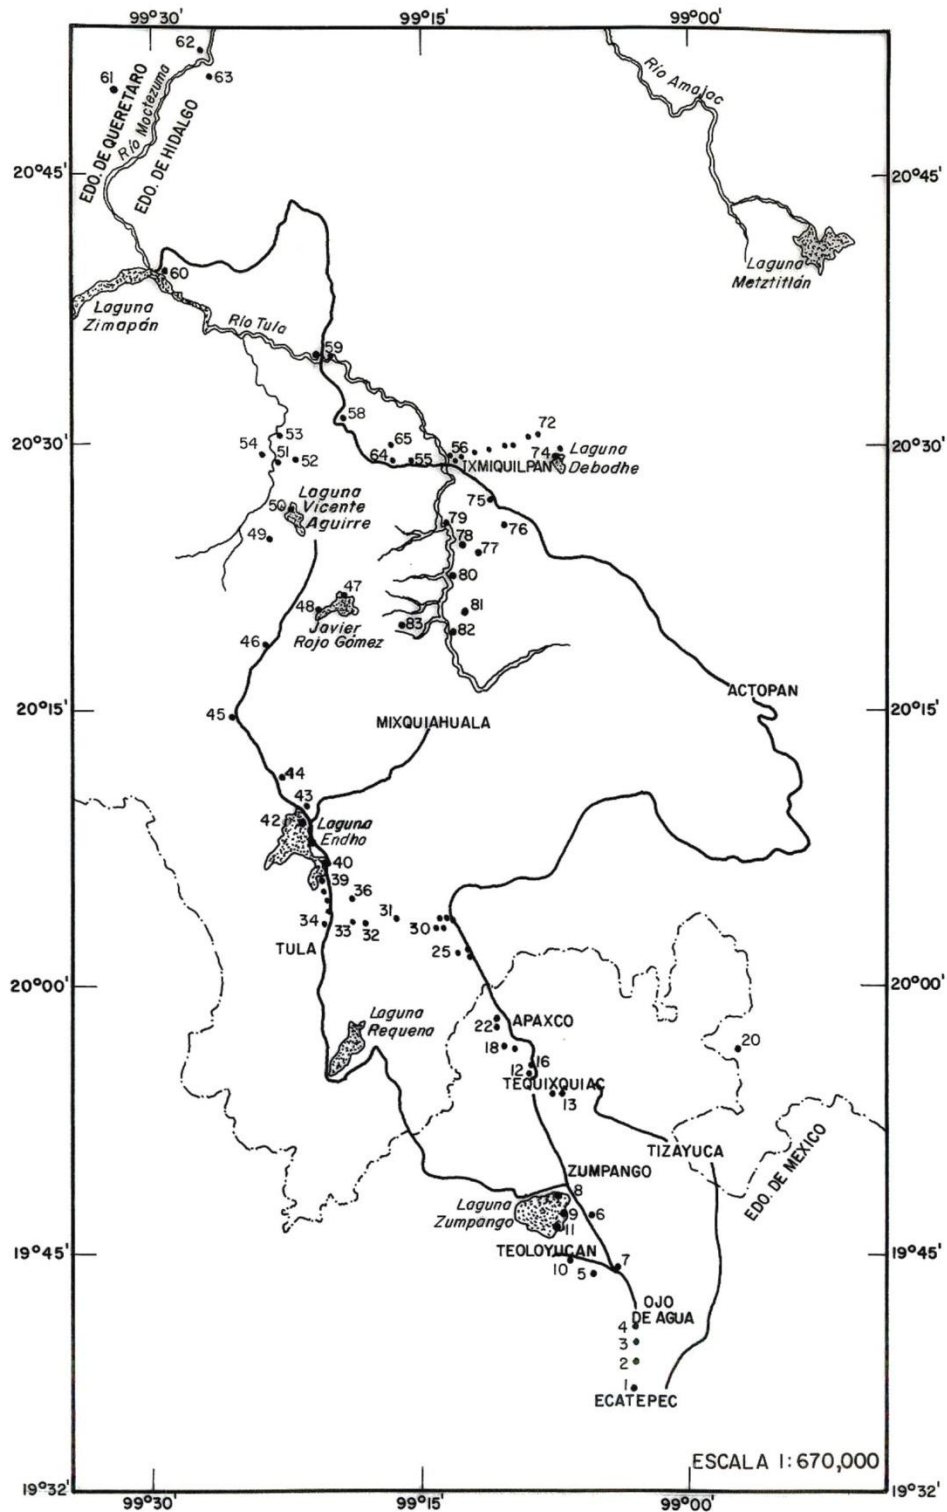 99°30' 99°15' 99°00'
62
63
61
EDO. DE QUERETARO
Río Moctezuma
EDO. DE HIDALGO
Río Amajac
20°45' 20°45'
60
Laguna
Zimapán
Laguna
Metztitlán
Río Tula
59
58
72
65
53
54
51
52
64
55
56
IXMIQUILPAN
74
Laguna
Debodhe
20°30' 20°30'
50
Laguna
Vicente
Aguirre
49
75
76
79
78
77
80
47
48
Javier
Rojo Gómez
81
83
82
46
ACTOPAN
20°15' 20°15'
45
MIXQUIAHUALA
44
43
42
Laguna
Endho
40
39
36
34
33
32
31
30
TULA
25
20°00' 20°00'
Laguna
Requena
22
APAXCO
18
16
12
TEQUIXQUIAC
13
20
TIZAYUCA
EDO. DE MEXICO
ZUMPANGO
8
Laguna
Zumpango
9
6
11
TEOLOYUCAN
19°45' 19°45'
10
5
7
OJO
DE AGUA
4
3
2
1
ECATEPEC
ESCALA 1:670,000
19°32' 19°32'
99°30' 99°15' 99°00'